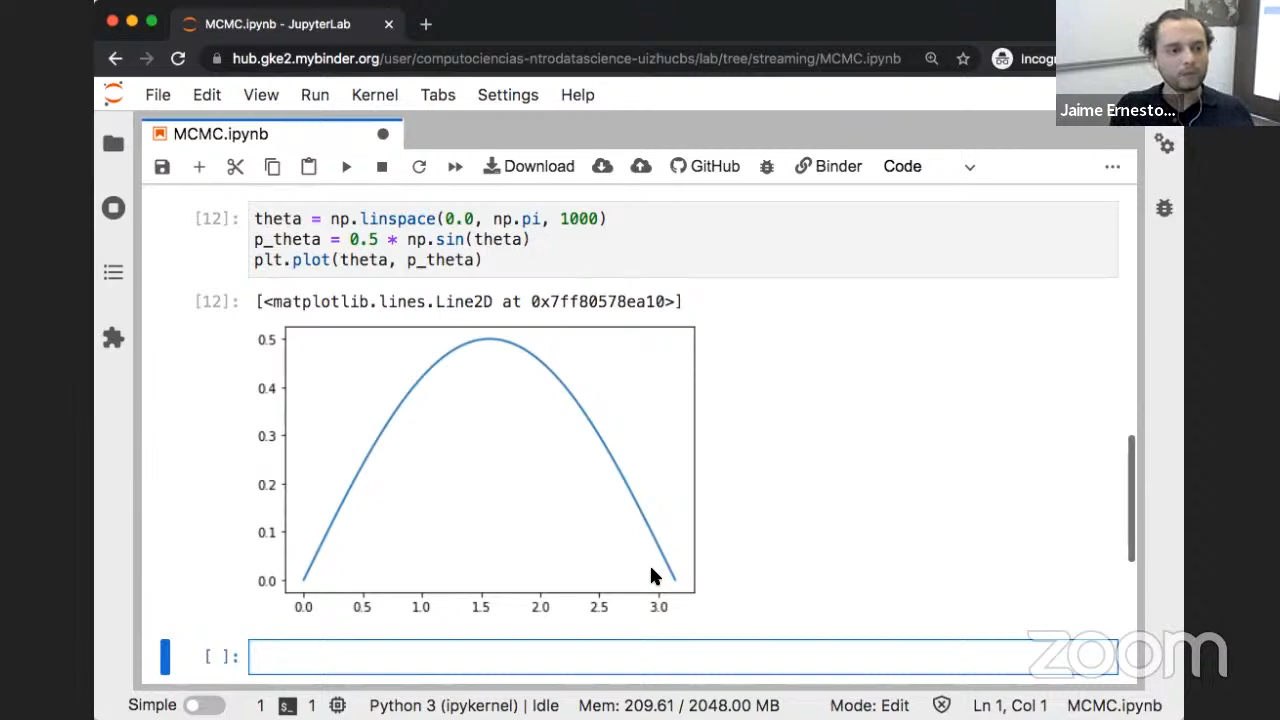 MCMC.ipynb - JupyterLab
hub.gke2.mybinder.org/user/computociencias-ntrodatascience-uizhucbs/lab/tree/streaming/MCMC.ipynb
Jaime Ernesto...
File Edit View Run Kernel Tabs Settings Help
MCMC.ipynb
Download GitHub Binder Code
[12]: theta = np.linspace(0.0, np.pi, 1000)
p_theta = 0.5 * np.sin(theta)
plt.plot(theta, p_theta)
[12]: [<matplotlib.lines.Line2D at 0x7ff80578ea10>]
0.5
0.4
0.3
0.2
0.1
0.0
0.0 0.5 1.0 1.5 2.0 2.5 3.0
[ ]:
zoom
Simple 1 $_ 1 Python 3 (ipykernel) | Idle Mem: 209.61 / 2048.00 MB Mode: Edit Ln 1, Col 1 MCMC.ipynb